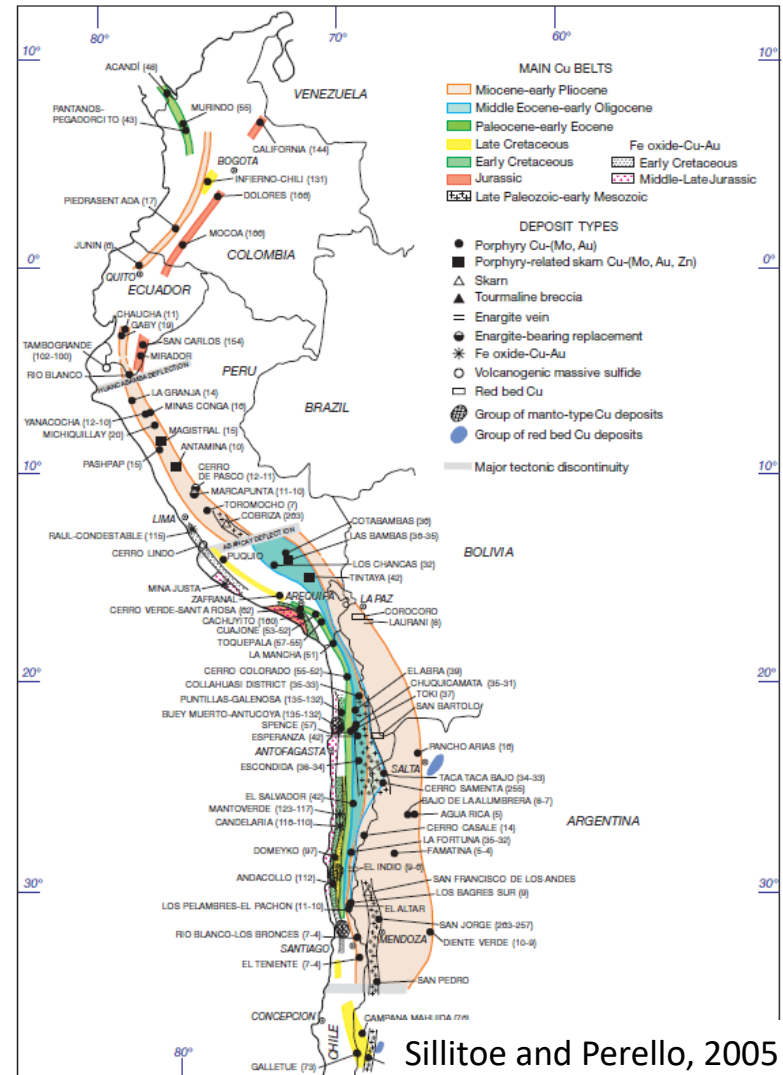 80°
70°
60°
10°
10°
ACANDÍ (48)
VENEZUELA
PANTANOS-
PEGADORCITO (43)
MURINDO (55)
CALIFORNIA (144)
BOGOTA
INFIERNO-CHILI (131)
DOLORES (166)
PIEDRASENTADA (17)
MOCOA (166)
COLOMBIA
JUNIN (6)
0°
0°
QUITO
ECUADOR
MAIN Cu BELTS
Miocene-early Pliocene
Middle Eocene-early Oligocene
Paleocene-early Eocene
Late Cretaceous
Early Cretaceous
Jurassic
Late Paleozoic-early Mesozoic
Fe oxide-Cu-Au
Early Cretaceous
Middle-Late Jurassic
DEPOSIT TYPES
Porphyry Cu-(Mo, Au)
Porphyry-related skarn Cu-(Mo, Au, Zn)
Skarn
Tourmaline breccia
Enargite vein
Enargite-bearing replacement
Fe oxide-Cu-Au
Volcanogenic massive sulfide
Red bed Cu
Group of manto-type Cu deposits
Group of red bed Cu deposits
Major tectonic discontinuity
CHAUCHA (11)
GABY (19)
TAMBOGRANDE
(102-100)
SAN CARLOS (154)
MIRADOR
RIO BLANCO
HUANCABAMBA DEFLECTION
PERU
BRAZIL
LA GRANJA (14)
MINAS CONGA (16)
YANACOCHA (12-10)
MICHIQUILLAY (20)
MAGISTRAL (15)
ANTAMINA (10)
PASHPAP (15)
10°
10°
CERRO
DE PASCO (12-11)
MARCAPUNTA (11-10)
TOROMOCHO (7)
COBRIZA (263)
LIMA
RAUL-CONDESTABLE (115)
CERRO LINDO
ABANCAY DEFLECTION
COTABAMBAS (36)
LAS BAMBAS (36-35)
BOLIVIA
PUQUIO
LOS CHANCAS (32)
TINTAYA (42)
MINA JUSTA
ZAFRANAL
AREQUIPA
LA PAZ
CERRO VERDE-SANTA ROSA (62)
COROCORO
LAURANI (8)
CACHUYITO (160)
CUAJONE (53-52)
TOQUEPALA (57-55)
LA MANCHA (51)
20°
20°
CERRO COLORADO (55-52)
EL ABRA (39)
COLLAHUASI DISTRICT (35-33)
CHUQUICAMATA (35-31)
PUNTILLAS-GALENOSA (135-132)
TOKI (37)
BUEY MUERTO-ANTUCOYA (135-132)
SAN BARTOLO
SPENCE (57)
ESPERANZA (42)
ANTOFAGASTA
PANCHO ARIAS (16)
ESCONDIDA (38-34)
SALTA
TACA TACA BAJO (34-33)
EL SALVADOR (42)
CERRO SAMENTA (255)
MANTOVERDE (123-117)
BAJO DE LA ALUMBRERA (8-7)
CANDELARIA (116-110)
AGUA RICA (5)
ARGENTINA
CERRO CASALE (14)
LA FORTUNA (35-32)
DOMEYKO (97)
FAMATINA (5-4)
EL INDIO (9-6)
ANDACOLLO (112)
30°
30°
SAN FRANCISCO DE LOS ANDES
LOS BAGRES SUR (9)
LOS PELAMBRES-EL PACHON (11-10)
EL ALTAR
SAN JORGE (263-257)
RIO BLANCO-LOS BRONCES (7-4)
MENDOZA
DIENTE VERDE (10-9)
SANTIAGO
EL TENIENTE (7-4)
SAN PEDRO
CONCEPCION
CAMPANA MAHUIDA (76)
CHILE
GALLETUE (73)
80°
70°
Sillitoe and Perello, 2005